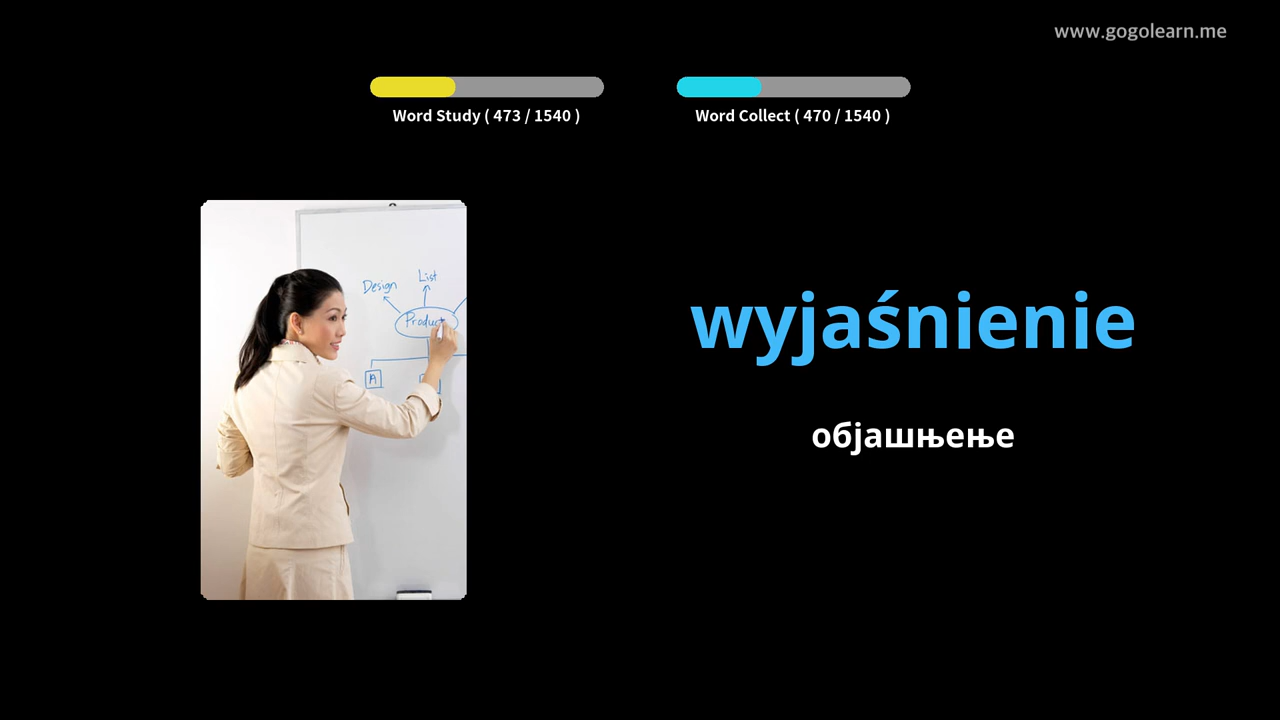 www.gogolearn.me
Word Study ( 473 / 1540 )
Word Collect ( 470 / 1540 )
Design
List
Product
A
wyjaśnienie
објашњење